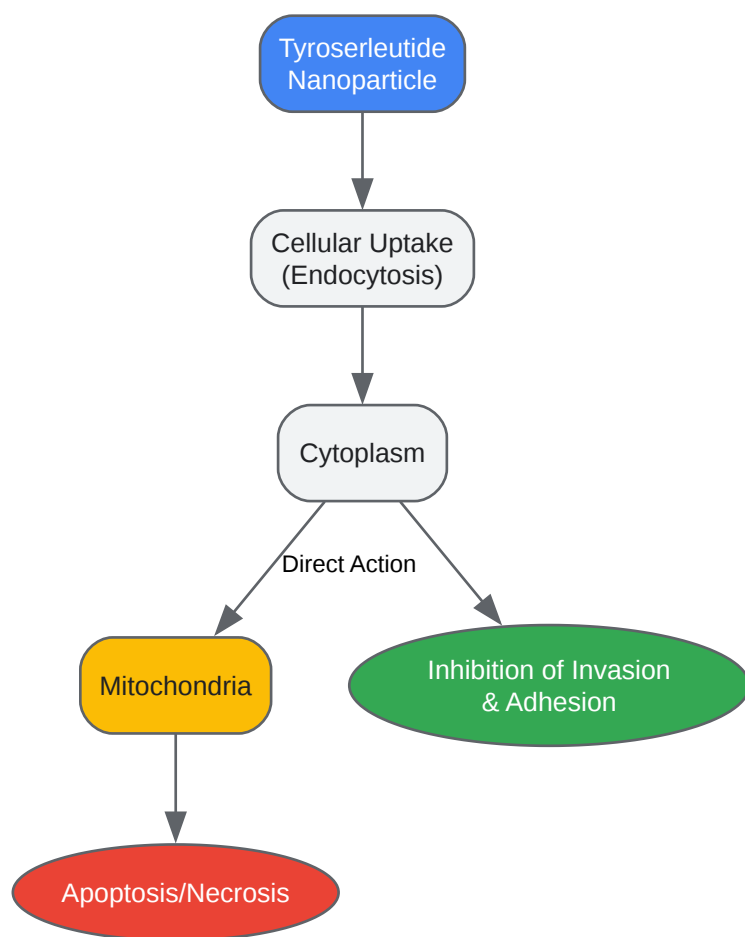 Tyroserleutide
Nanoparticle
Cellular Uptake
(Endocytosis)
Cytoplasm
Direct Action
Mitochondria
Inhibition of Invasion
& Adhesion
Apoptosis/Necrosis